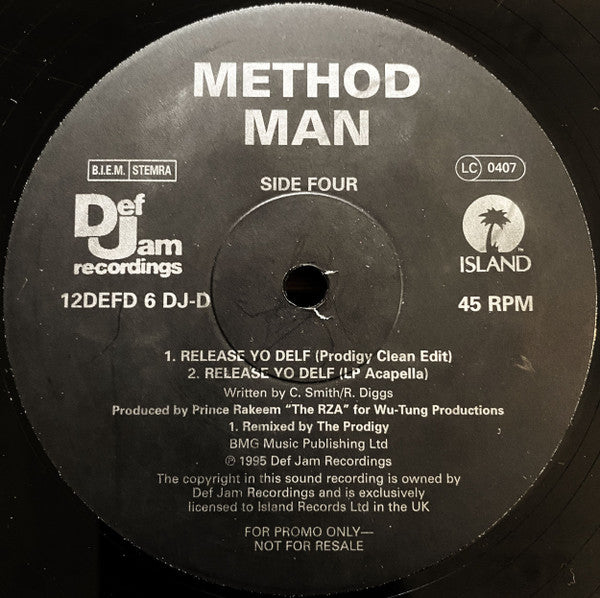 METHOD
MAN
B.I.E.M. STEMRA
LC 0407
SIDE FOUR
Def
Jam
recordings
ISLAND
12DEFD 6 DJ-D
45 RPM
1. RELEASE YO DELF (Prodigy Clean Edit)
2. RELEASE YO DELF (LP Acapella)
Written by C. Smith/R. Diggs
Produced by Prince Rakeem “The RZA” for Wu-Tung Productions
1. Remixed by The Prodigy
BMG Music Publishing Ltd
℗ 1995 Def Jam Recordings
The copyright in this sound recording is owned by
Def Jam Recordings and is exclusively
licensed to Island Records Ltd in the UK
FOR PROMO ONLY—
NOT FOR RESALE